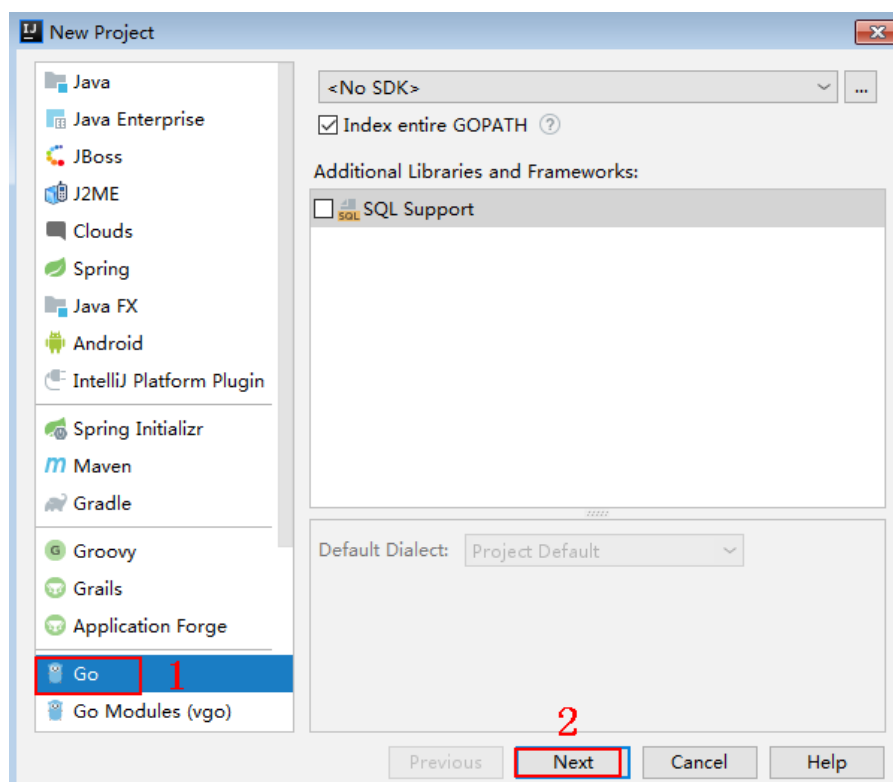 New Project
Java
Java Enterprise
JBoss
J2ME
Clouds
Spring
Java FX
Android
IntelliJ Platform Plugin
Spring Initializr
Maven
Gradle
Groovy
Grails
Application Forge
Go 1
Go Modules (vgo)
<No SDK>
...
Index entire GOPATH ?
Additional Libraries and Frameworks:
SQL SQL Support
Default Dialect: Project Default
2
Previous Next Cancel Help